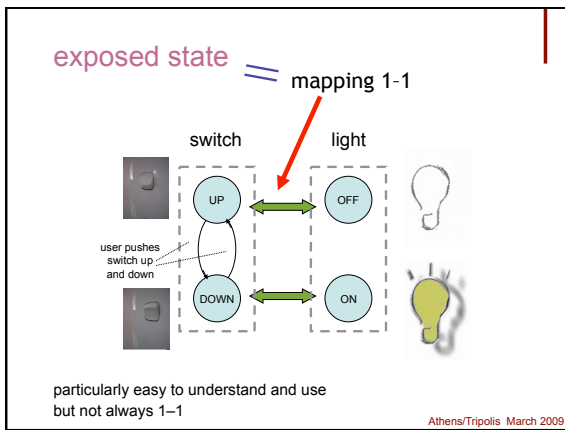 exposed state
mapping 1-1
switch
light
UP
OFF
user pushes
switch up
and down
DOWN
ON
particularly easy to understand and use
but not always 1–1
Athens/Tripolis March 2009